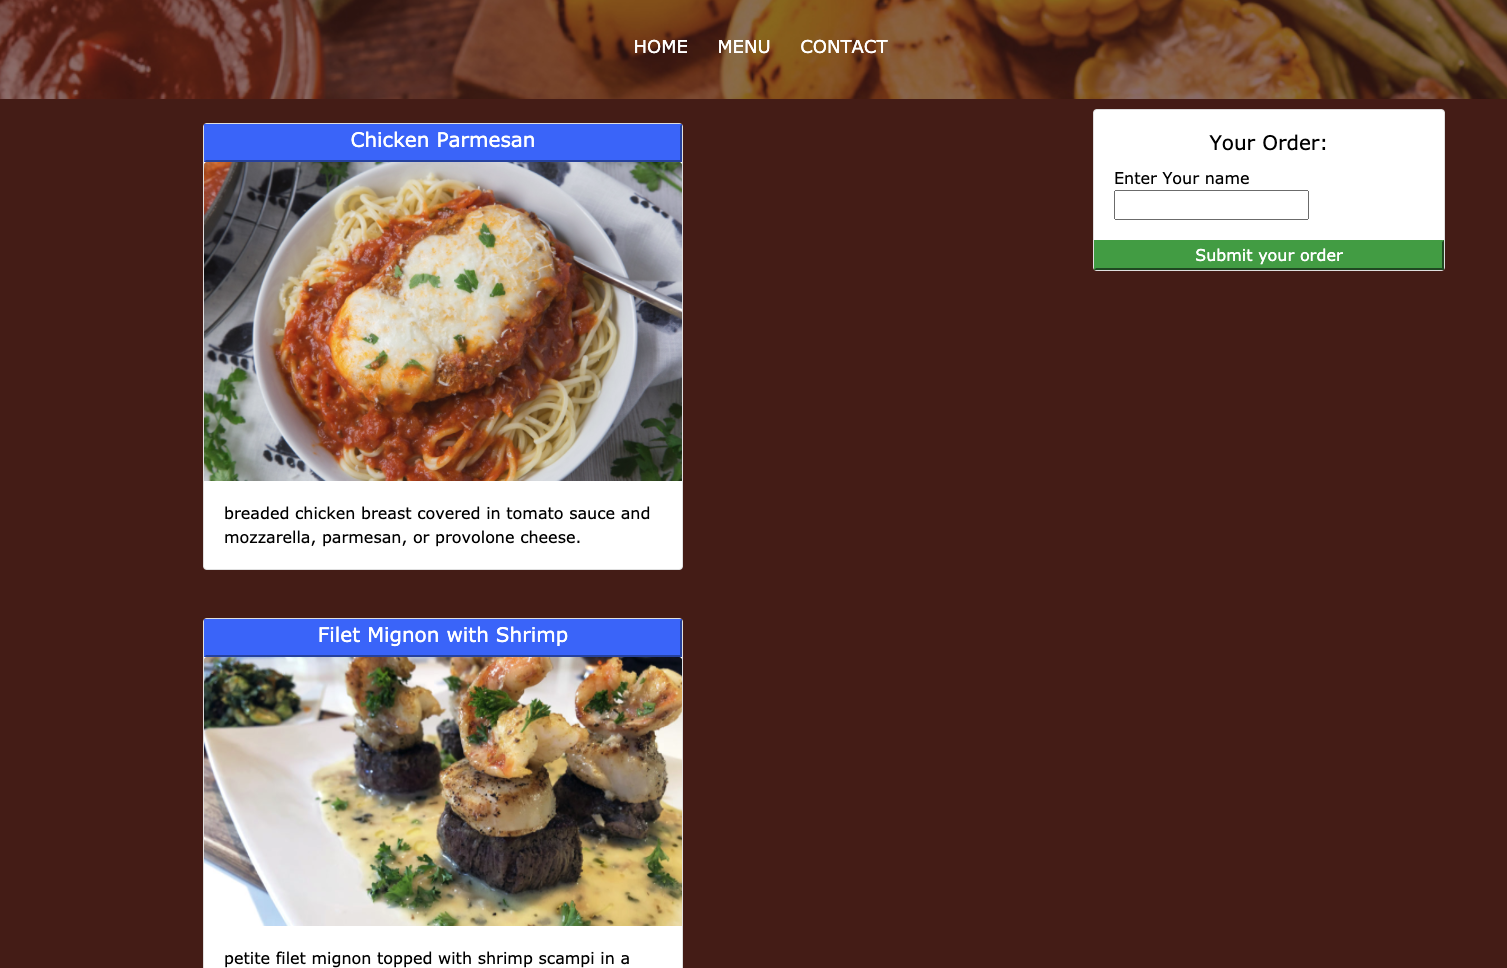 HOME MENU CONTACT
Chicken Parmesan
breaded chicken breast covered in tomato sauce and
mozzarella, parmesan, or provolone cheese.
Filet Mignon with Shrimp
petite filet mignon topped with shrimp scampi in a
Your Order:
Enter Your name
Submit your order